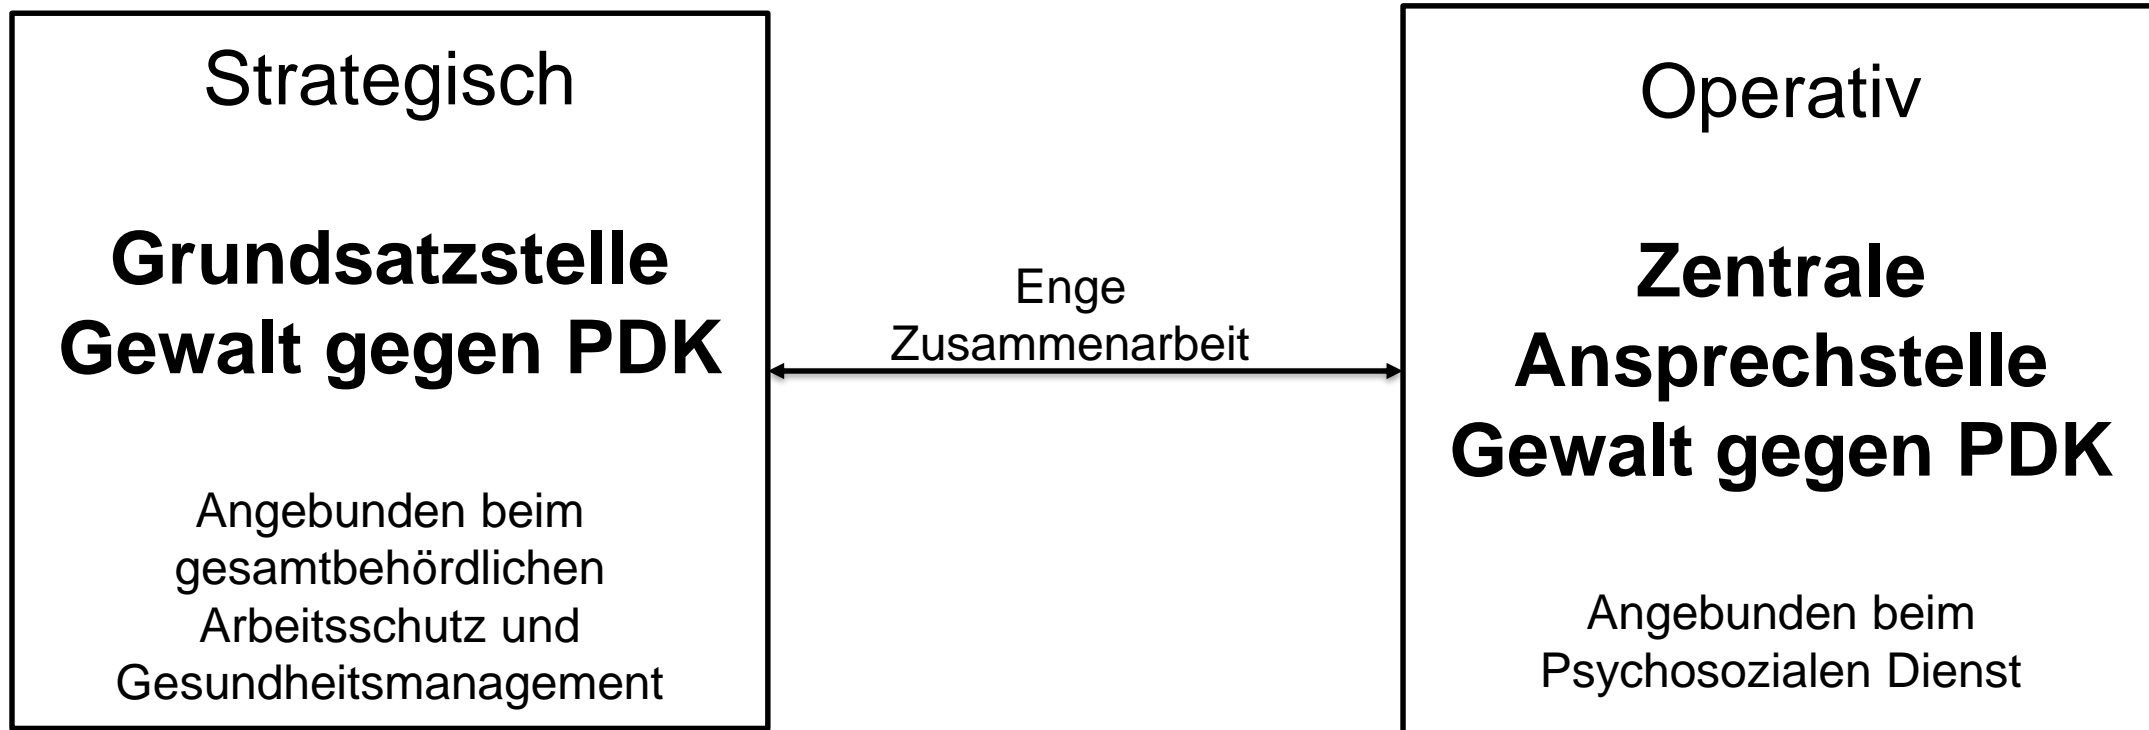 Strategisch
Grundsatzstelle
Gewalt gegen PDK
Angebunden beim
gesamtbehördlichen
Arbeitsschutz und
Gesundheitsmanagement
Enge
Zusammenarbeit
Operativ
Zentrale
Ansprechstelle
Gewalt gegen PDK
Angebunden beim
Psychosozialen Dienst